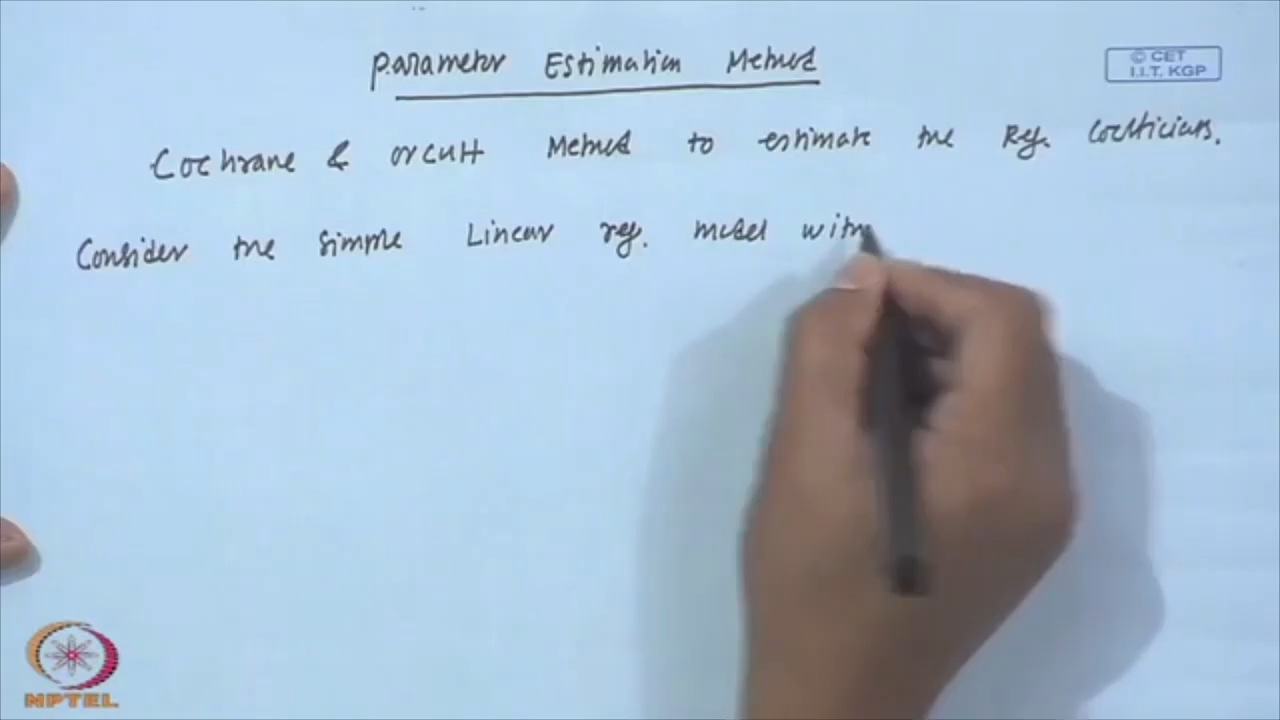 Parameter Estimation Method
© CET
I.I.T. KGP
Cochrane & Orcutt Method to estimate the Reg. Coefficients.
Consider the simple Linear reg. model with
NPTEL